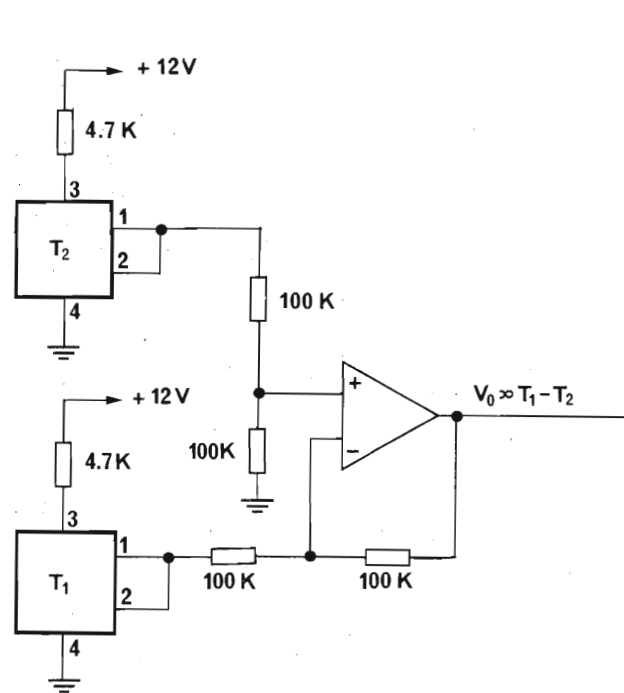 + 12V
4.7 K
3
T₂
1
2
4
100 K
+ 12V
+
V₀ ∝ T₁ – T₂
100K
4.7K
–
3
T₁
1
2
100 K
100 K
4